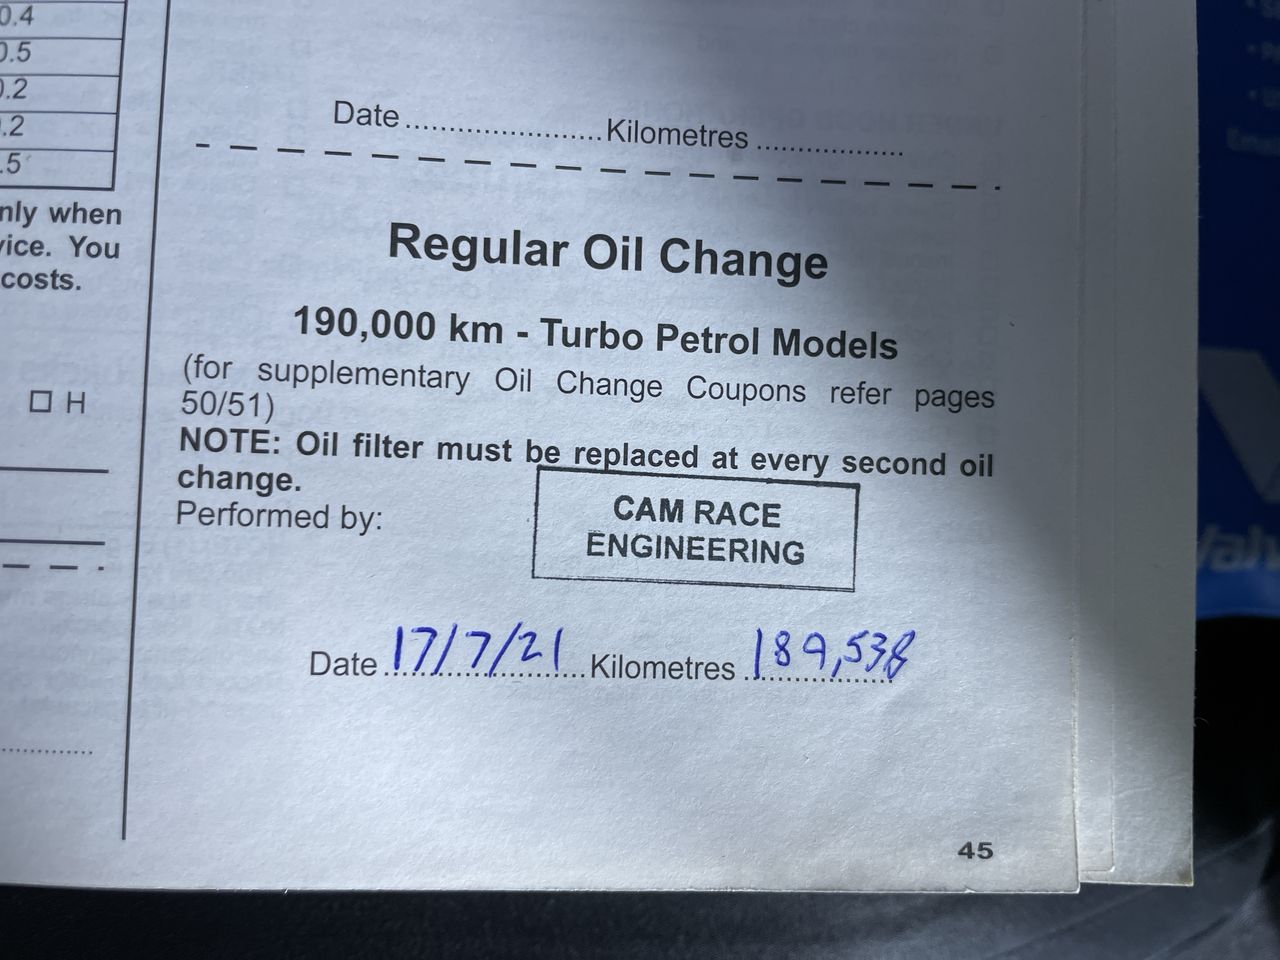 0.4
0.5
0.2
.2
.5
nly when
vice. You
costs.
☐ H
Date......................Kilometres ................
Regular Oil Change
190,000 km - Turbo Petrol Models
(for supplementary Oil Change Coupons refer pages
50/51)
NOTE: Oil filter must be replaced at every second oil
change.
Performed by:
CAM RACE
ENGINEERING
Date 17/7/21 Kilometres 189,538
45